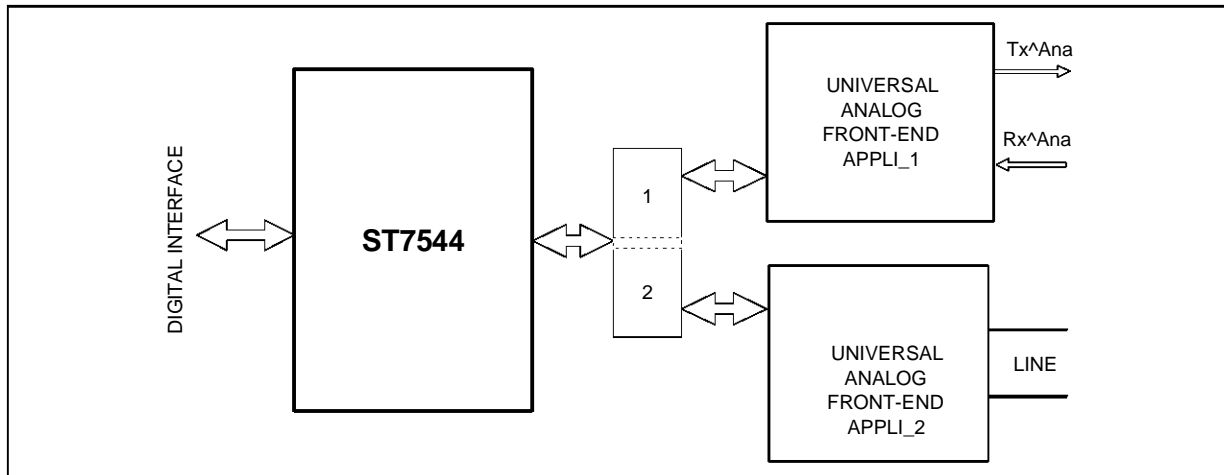 DIGITAL INTERFACE
ST7544
1
2
UNIVERSAL
ANALOG
FRONT-END
APPLI_1
Tx^Ana
Rx^Ana
UNIVERSAL
ANALOG
FRONT-END
APPLI_2
LINE